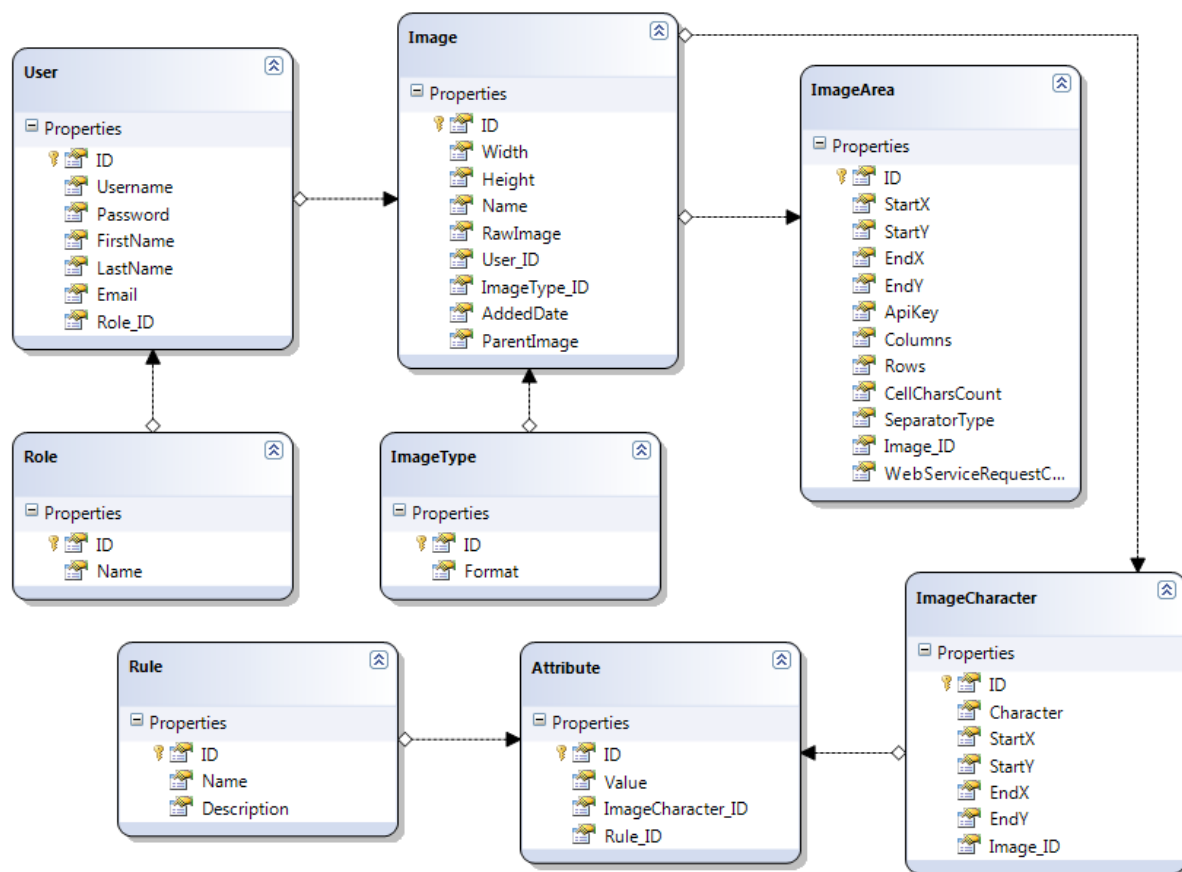 User
Properties
ID
Username
Password
FirstName
LastName
Email
Role_ID
Image
Properties
ID
Width
Height
Name
RawImage
User_ID
ImageType_ID
AddedDate
ParentImage
ImageArea
Properties
ID
StartX
StartY
EndX
EndY
ApiKey
Columns
Rows
CellCharsCount
SeparatorType
Image_ID
WebServiceRequestC...
Role
Properties
ID
Name
ImageType
Properties
ID
Format
Rule
Properties
ID
Name
Description
Attribute
Properties
ID
Value
ImageCharacter_ID
Rule_ID
ImageCharacter
Properties
ID
Character
StartX
StartY
EndX
EndY
Image_ID